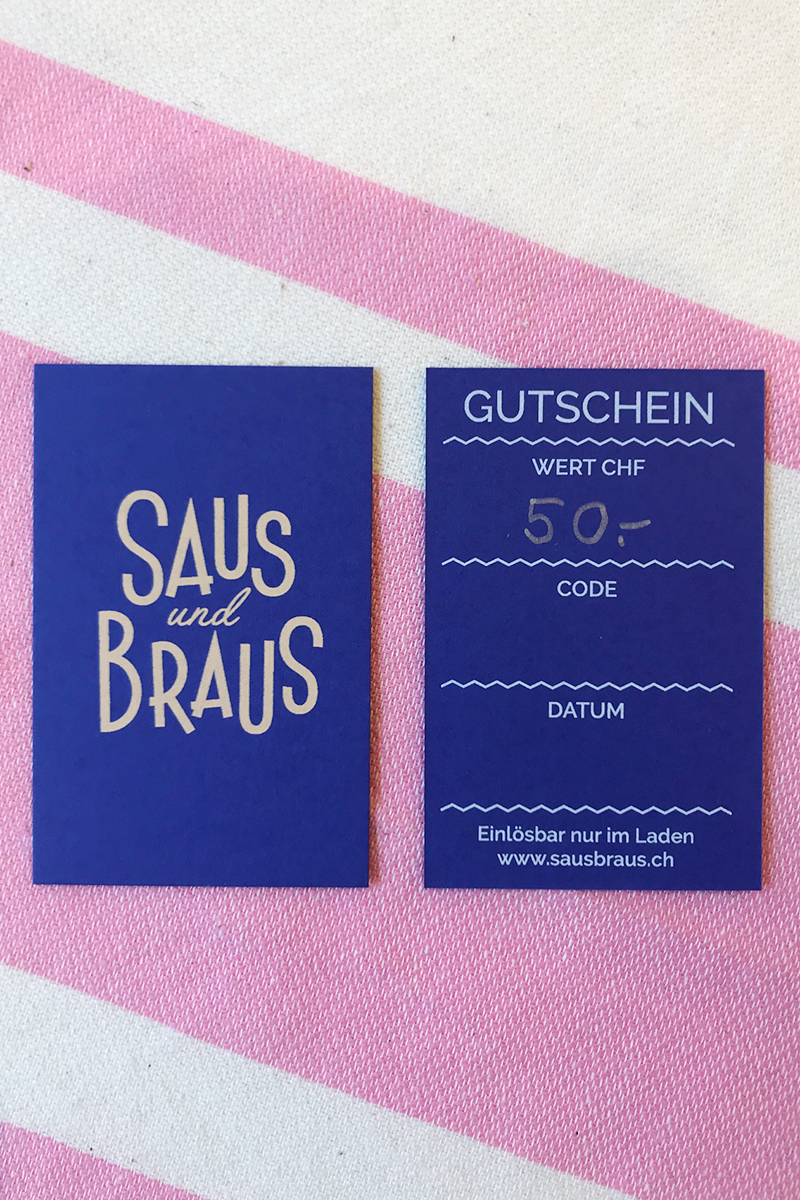 SAUS
und
BRAUS
GUTSCHEIN
WERT CHF
50.-
CODE
DATUM
Einlösbar nur im Laden
www.sausbraus.ch